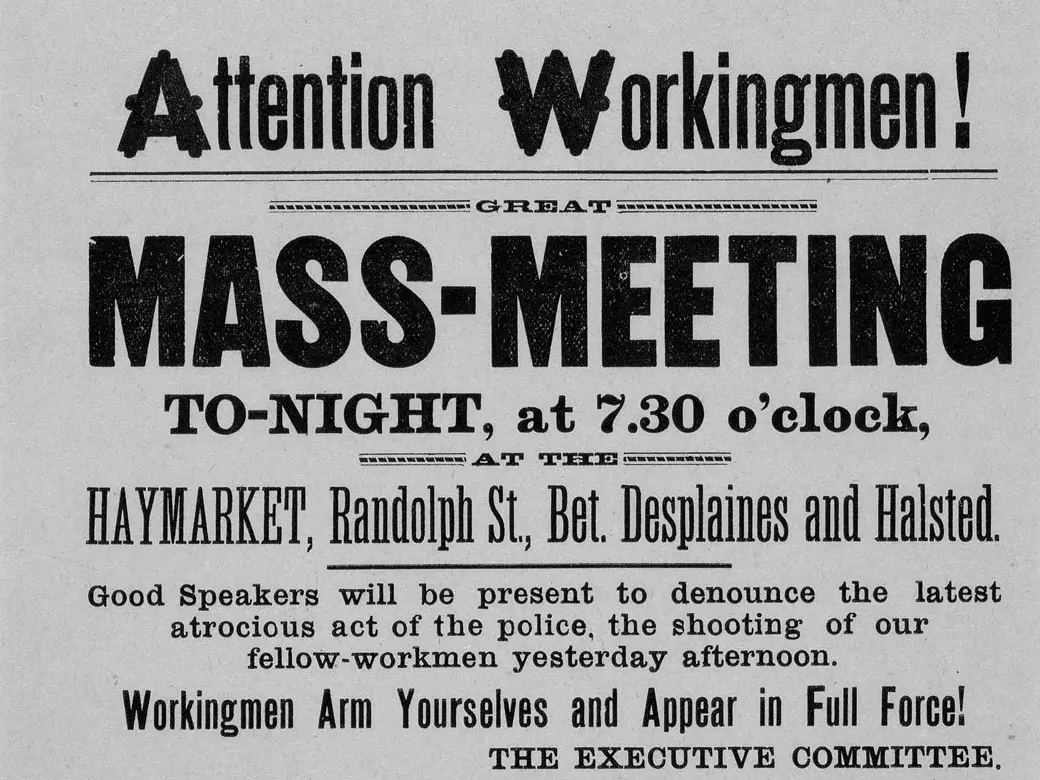 Attention Workingmen!
GREAT
MASS-MEETING
TO-NIGHT, at 7.30 o'clock,
AT THE
HAYMARKET, Randolph St., Bet. Desplaines and Halsted.
Good Speakers will be present to denounce the latest
atrocious act of the police, the shooting of our
fellow-workmen yesterday afternoon.
Workingmen Arm Yourselves and Appear in Full Force!
THE EXECUTIVE COMMITTEE.